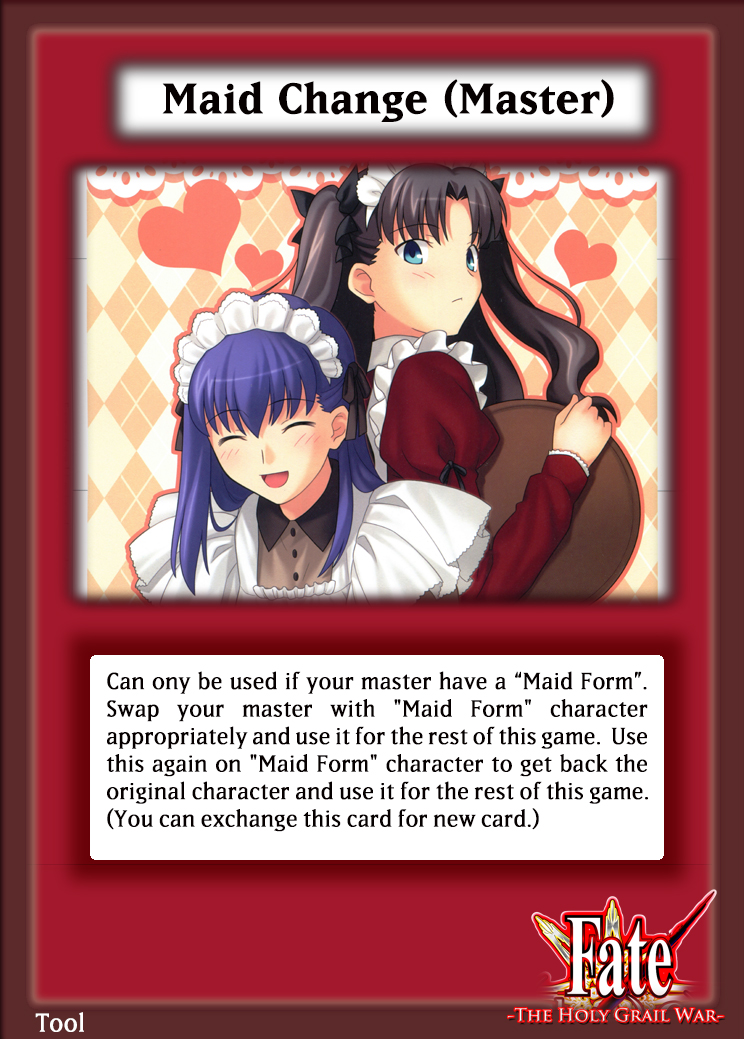 Maid Change (Master)
Can ony be used if your master have a “Maid Form”.
Swap your master with "Maid Form" character
appropriately and use it for the rest of this game. Use
this again on "Maid Form" character to get back the
original character and use it for the rest of this game.
(You can exchange this card for new card.)
Fate
-THE HOLY GRAIL WAR-
Tool